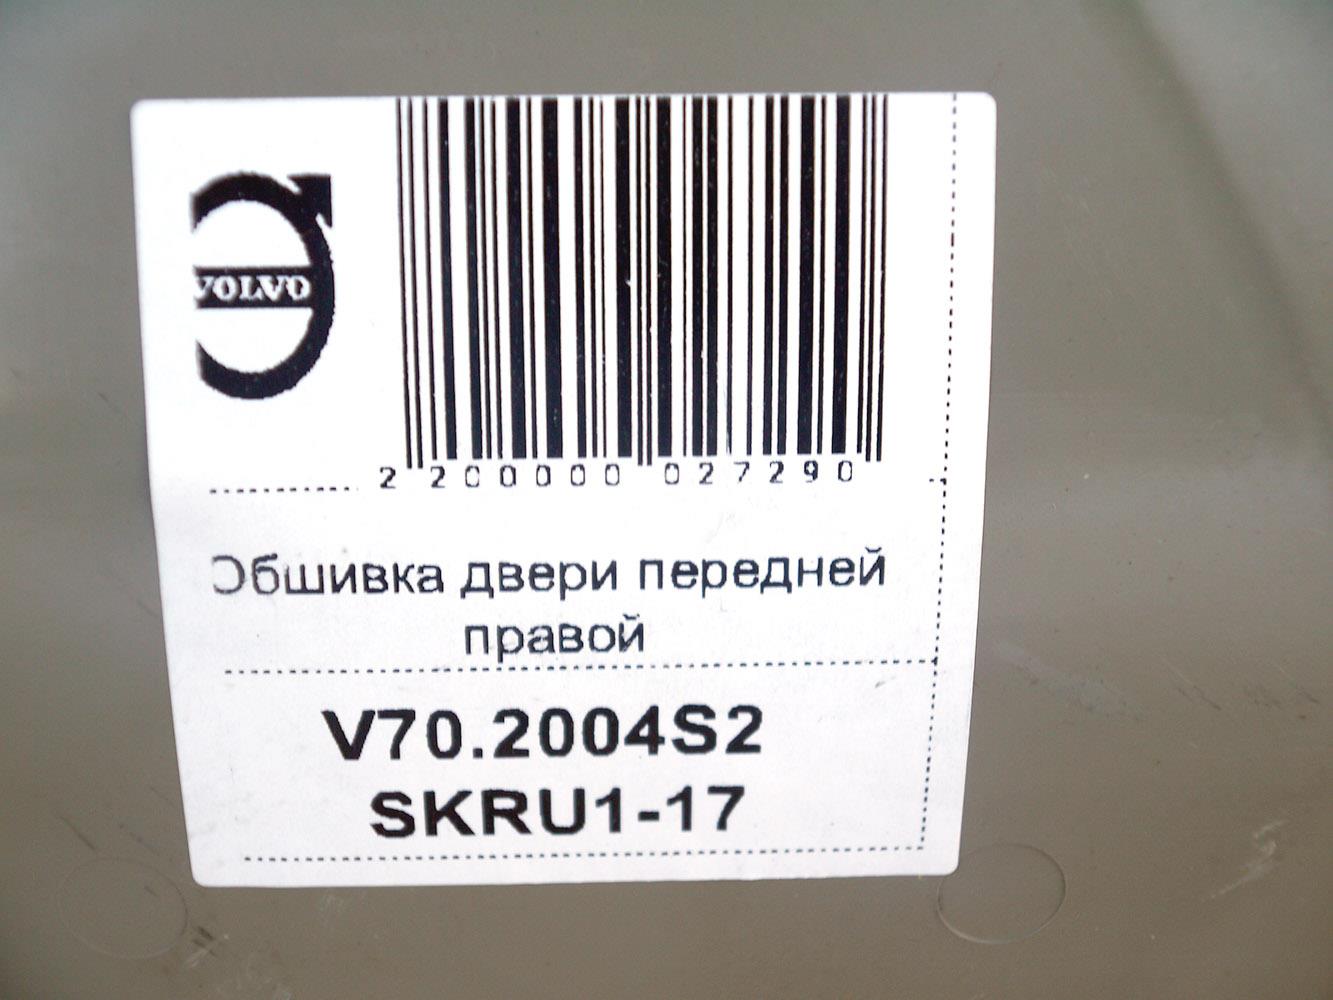 VOLVO
2 200000 027290
Обшивка двери передней
правой
V70.2004S2
SKRU1-17